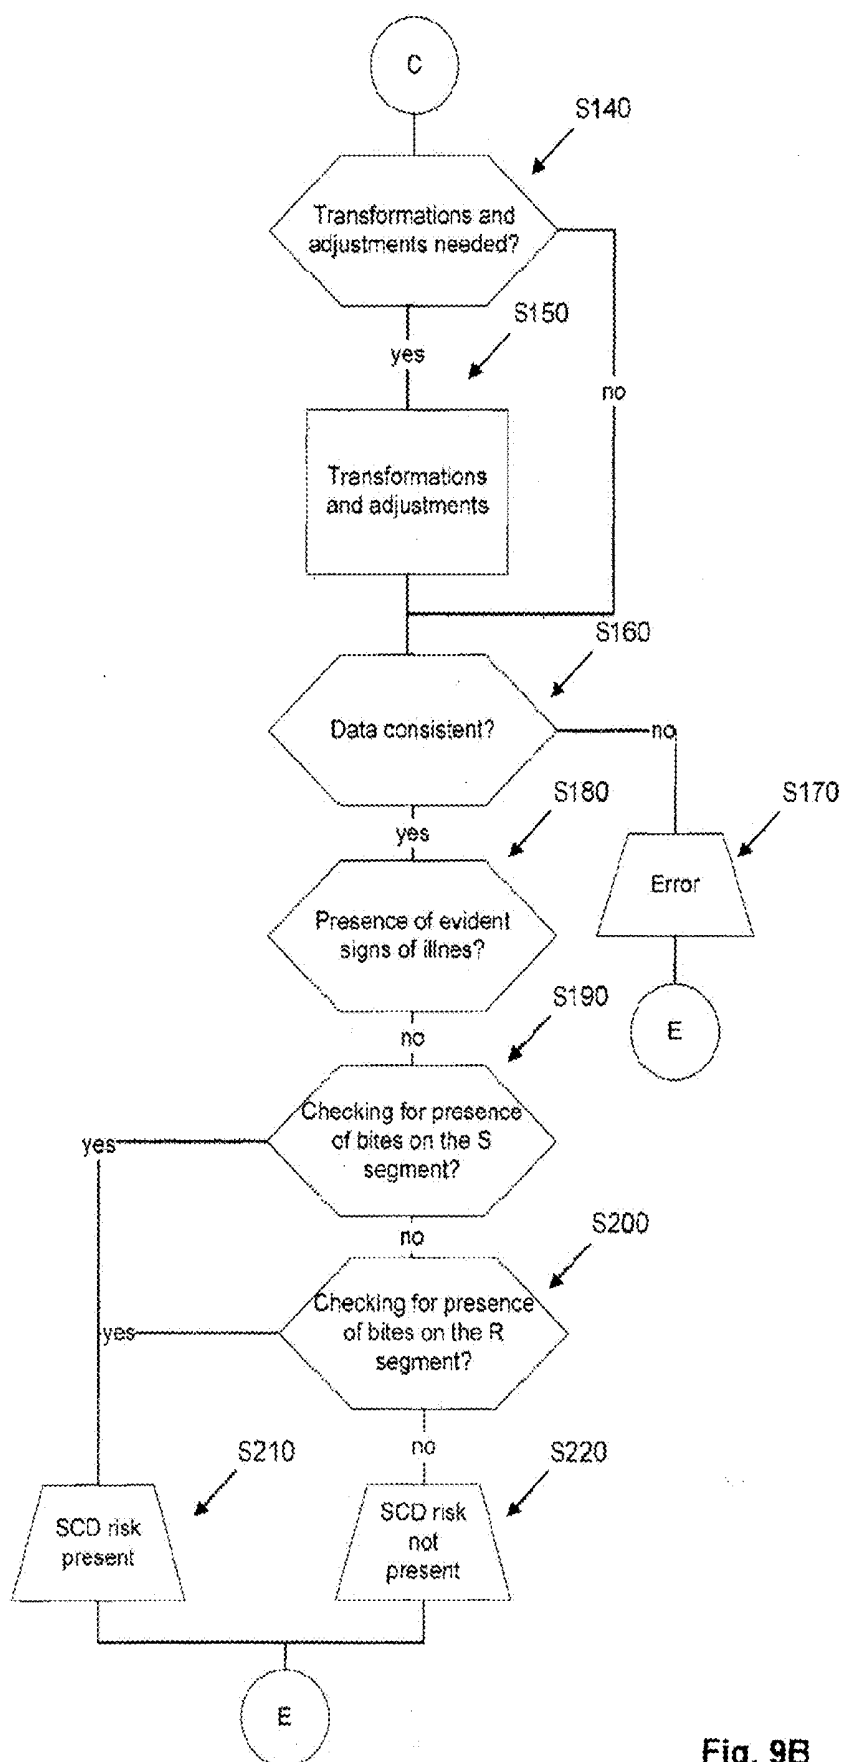 C
S140
Transformations and
adjustments needed?
S150
yes
no
Transformations
and adjustments
S160
Data consistent?
no
S180
S170
yes
Error
Presence of evident
signs of illnes?
S190
E
no
Checking for presence
of bites on the S
segment?
yes
no
S200
Checking for presence
of bites on the R
segment?
yes
no
S210
S220
SCD risk
present
SCD risk
not
present
E
Fig. 9B